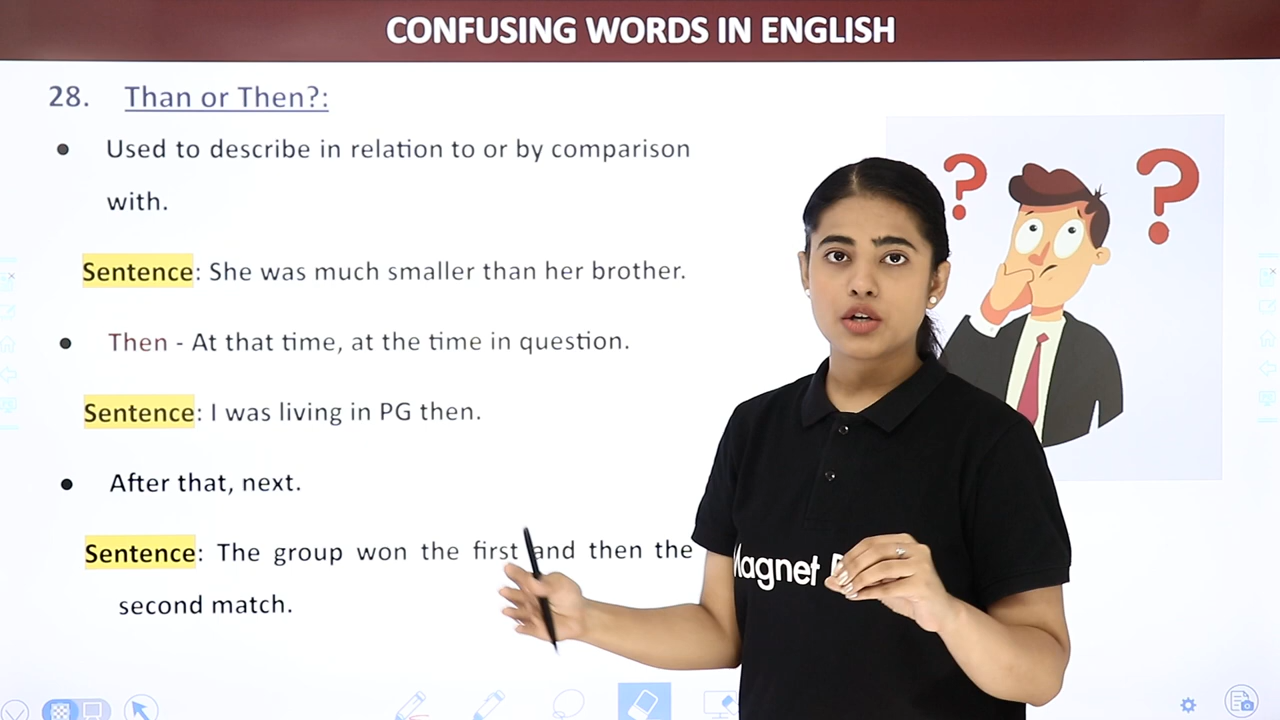 CONFUSING WORDS IN ENGLISH
28. Than or Then?:
● Used to describe in relation to or by comparison
with.
Sentence: She was much smaller than her brother.
● Then - At that time, at the time in question.
Sentence: I was living in PG then.
● After that, next.
Sentence: The group won the first and then the
second match.
Magnet